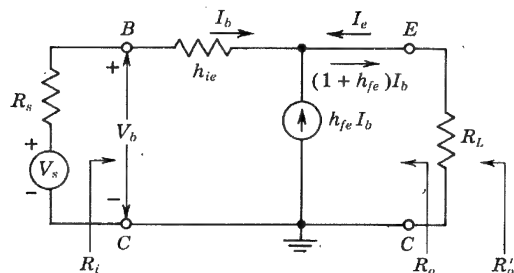 B
I_b
I_e
E
+
h_ie
(1 + h_fe)I_b
R_s
V_b
h_fe I_b
R_L
+
V_s
-
-
C
C
R_i
R_o
R'_o